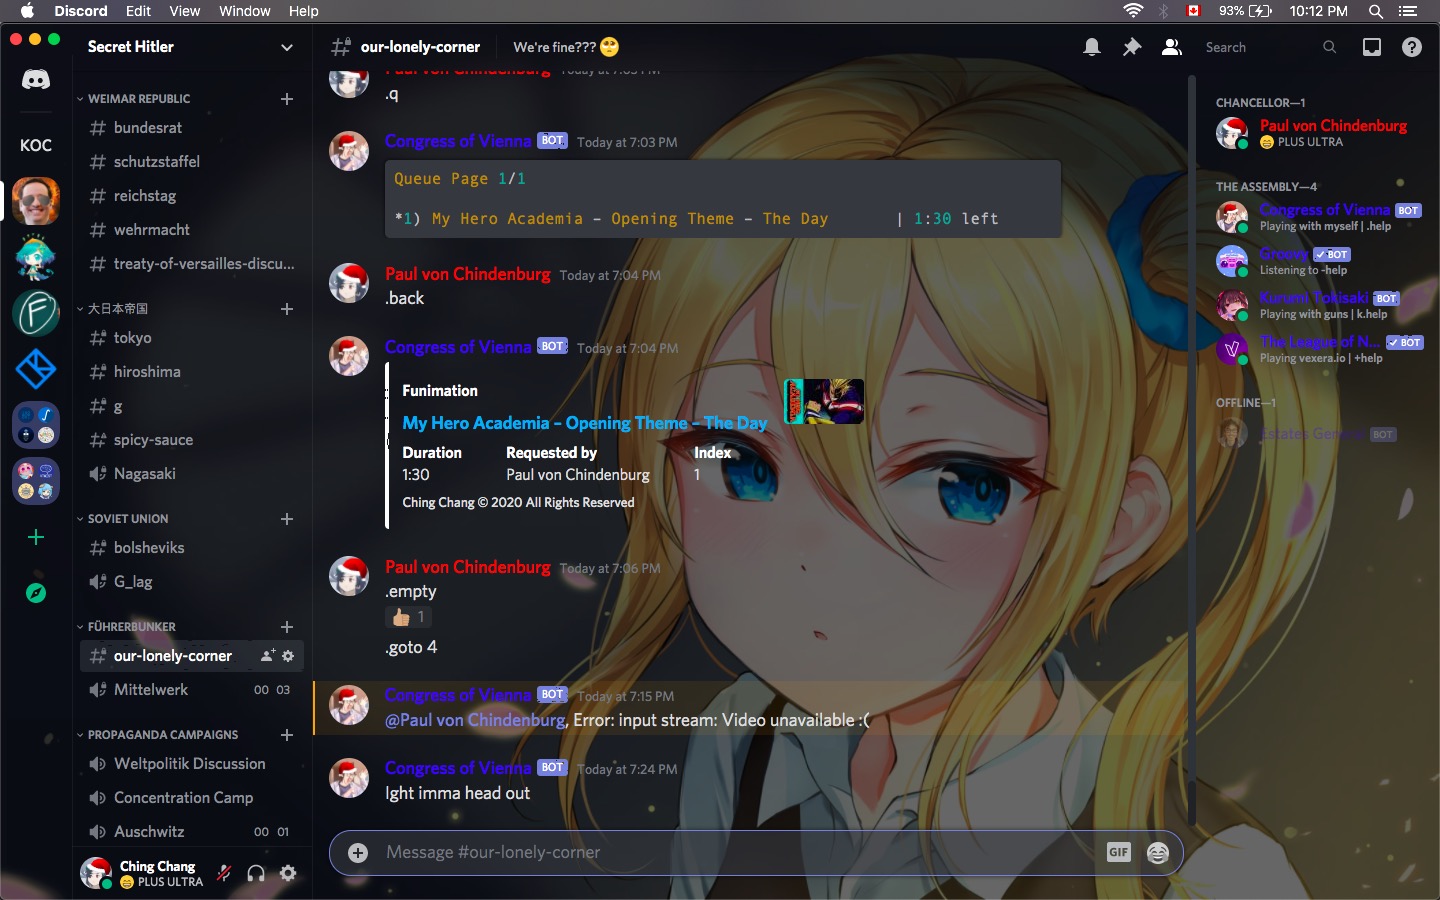 Discord Edit View Window Help
93% 10:12 PM
Secret Hitler
our-lonely-corner We're fine???
Search
KOC
WEIMAR REPUBLIC
bundesrat
schutzstaffel
reichstag
wehrmacht
treaty-of-versailles-discu...
大日本帝国
tokyo
hiroshima
g
spicy-sauce
Nagasaki
SOVIET UNION
bolsheviks
G_lag
FÜHRERBUNKER
our-lonely-corner
Mittelwerk 00 03
PROPAGANDA CAMPAIGNS
Weltpolitik Discussion
Concentration Camp
Auschwitz 00 01
Ching Chang
PLUS ULTRA
Paul von Chindenburg Today at 7:03 PM
.q
Congress of Vienna BOT Today at 7:03 PM
Queue Page 1/1
*1) My Hero Academia – Opening Theme – The Day | 1:30 left
Paul von Chindenburg Today at 7:04 PM
.back
Congress of Vienna BOT Today at 7:04 PM
Funimation
My Hero Academia – Opening Theme – The Day
Duration Requested by Index
1:30 Paul von Chindenburg 1
Ching Chang © 2020 All Rights Reserved
Paul von Chindenburg Today at 7:06 PM
.empty
1
.goto 4
Congress of Vienna BOT Today at 7:15 PM
@Paul von Chindenburg, Error: input stream: Video unavailable :(
Congress of Vienna BOT Today at 7:24 PM
Ight imma head out
Message #our-lonely-corner
GIF
CHANCELLOR—1
Paul von Chindenburg
PLUS ULTRA
THE ASSEMBLY—4
Congress of Vienna BOT
Playing with myself | .help
Groovy BOT
Listening to -help
Kurumi Tokisaki BOT
Playing with guns | k.help
The League of N... BOT
Playing vexera.io | +help
OFFLINE—1
Estates General BOT